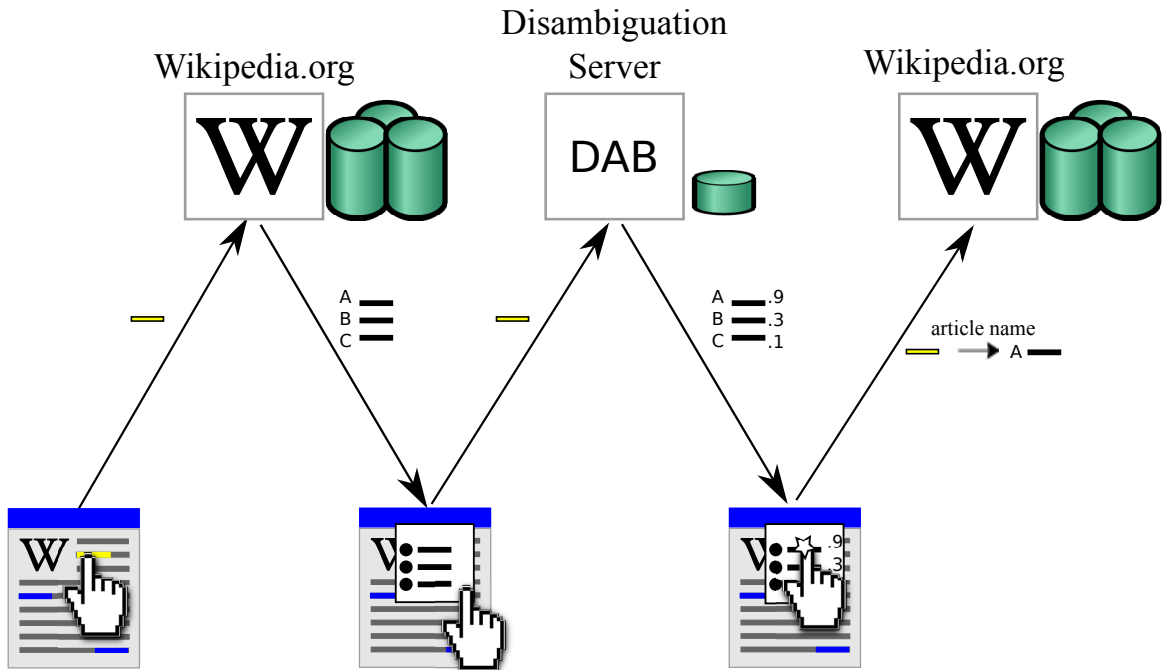 Disambiguation
Wikipedia.org
Server
Wikipedia.org
W
DAB
W
A
B
C
A .9
B .3
C .1
article name
A
W
W
W
.9
.3